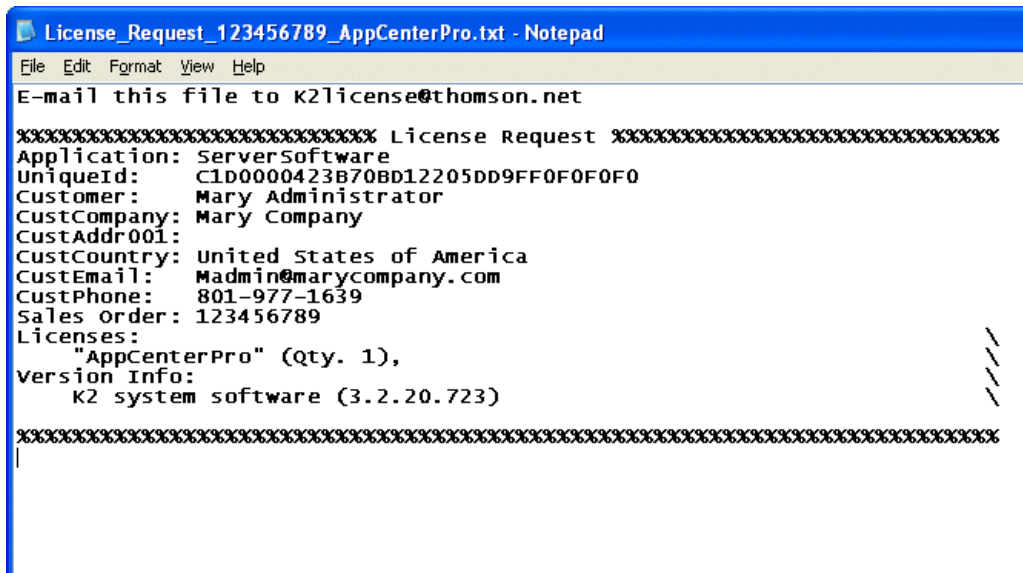 License_Request_123456789_AppCenterPro.txt - Notepad
File Edit Format View Help
E-mail this file to K2license@thomson.net
%%%%%%%%%%%%%%%%%%%%%%%%%% License Request %%%%%%%%%%%%%%%%%%%%%%%%%%%%
Application: ServerSoftware
UniqueId: C1D0000423B70BD12205DD9FF0F0F0F0
Customer: Mary Administrator
CustCompany: Mary Company
CustAddr001:
CustCountry: United States of America
CustEmail: Madmin@marycompany.com
CustPhone: 801-977-1639
Sales Order: 123456789
Licenses: \
"AppCenterPro" (Qty. 1), \
Version Info: \
K2 system software (3.2.20.723) \
%%%%%%%%%%%%%%%%%%%%%%%%%%%%%%%%%%%%%%%%%%%%%%%%%%%%%%%%%%%%%%%%%%%%%%%